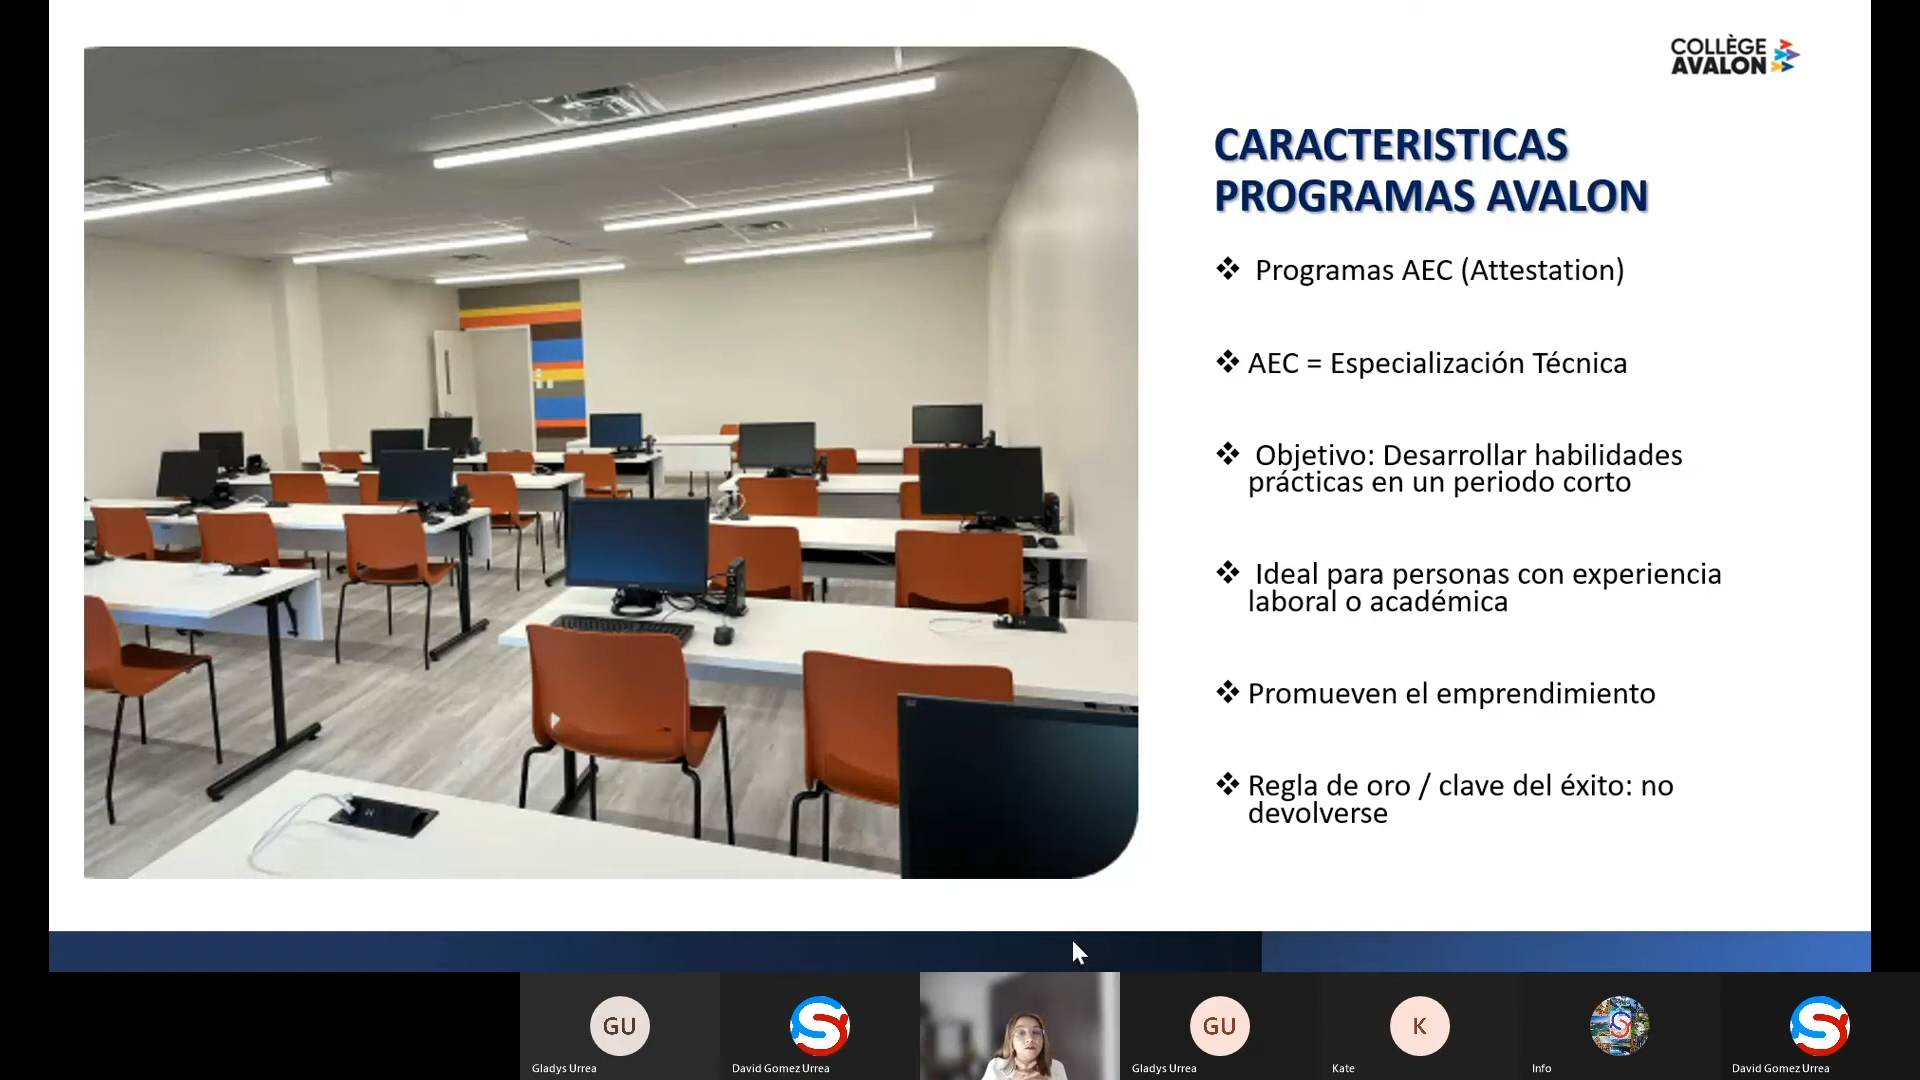 COLLÈGE
AVALON
CARACTERISTICAS
PROGRAMAS AVALON
Programas AEC (Attestation)
AEC = Especialización Técnica
Objetivo: Desarrollar habilidades
prácticas en un periodo corto
Ideal para personas con experiencia
laboral o académica
Promueven el emprendimiento
Regla de oro / clave del éxito: no
devolverse
GU
Gladys Urrea
David Gomez Urrea
GU
Gladys Urrea
K
Kate
Info
David Gomez Urrea